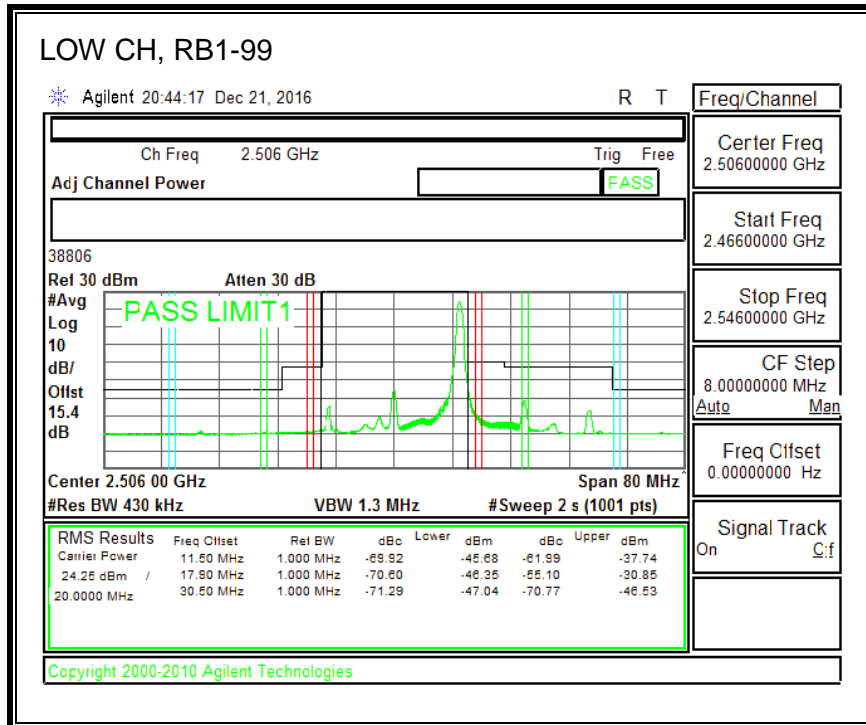 LOW CH, RB1-99
Agilent 20:44:17 Dec 21, 2016 R T
Freq/Channel
Ch Freq 2.506 GHz Trig Free
Adj Channel Power PASS
Center Freq
2.50600000 GHz
Start Freq
2.46600000 GHz
Stop Freq
2.54600000 GHz
CF Step
8.00000000 MHz
Auto Man
Freq Offset
0.00000000 Hz
Signal Track
On Off
38806
Ref 30 dBm Atten 30 dB
#Avg
Log
10
dB/
Offst
15.4
dB
PASS LIMIT1
Center 2.506 00 GHz Span 80 MHz
#Res BW 430 kHz VBW 1.3 MHz #Sweep 2 s (1001 pts)
RMS Results Freq Offset Ref BW dBc Lower dBm dBc Upper dBm
Carrier Power 11.50 MHz 1.000 MHz -69.92 -45.68 -61.99 -37.74
24.25 dBm / 17.90 MHz 1.000 MHz -70.60 -46.35 -55.10 -30.85
20.0000 MHz 30.50 MHz 1.000 MHz -71.29 -47.04 -70.77 -46.53
Copyright 2000-2010 Agilent Technologies